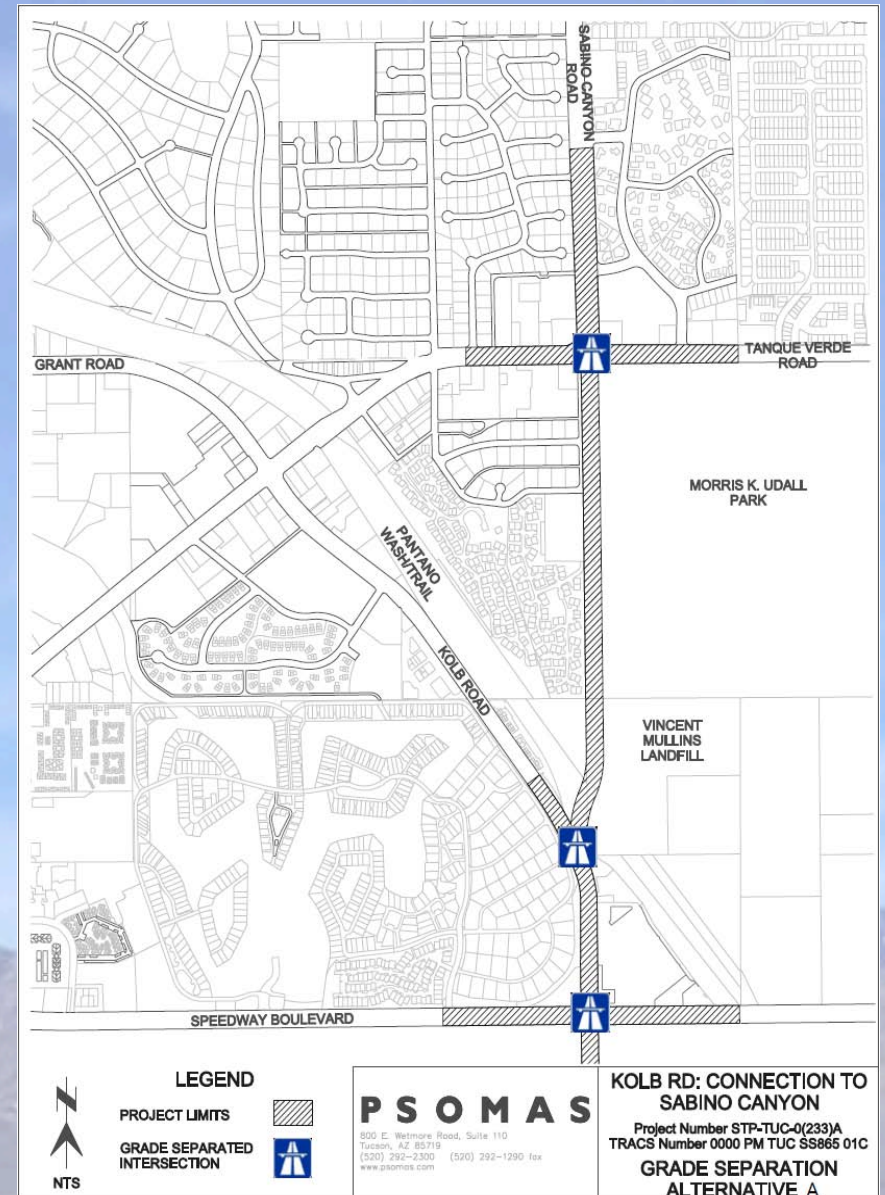 SABINO CANYON
ROAD
GRANT ROAD
TANQUE VERDE
ROAD
MORRIS K. UDALL
PARK
PANTANO
WASH/TRAIL
KOLB ROAD
VINCENT
MULLINS
LANDFILL
SPEEDWAY BOULEVARD
N
NTS
LEGEND
PROJECT LIMITS
GRADE SEPARATED
INTERSECTION
PSOMAS
800 E. Wetmore Road, Suite 110
Tucson, AZ 85719
(520) 292-2300 (520) 292-1290 fax
www.psomas.com
KOLB RD: CONNECTION TO
SABINO CANYON
Project Number STP-TUC-0(233)A
TRACS Number 0000 PM TUC SS865 01C
GRADE SEPARATION
ALTERNATIVE A